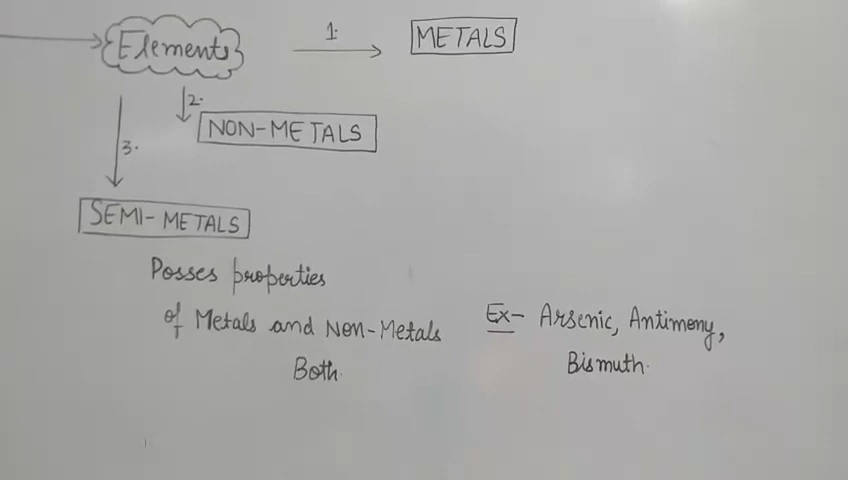 Elements
1.
METALS
2.
NON-METALS
3.
SEMI-METALS
Posses properties
of Metals and Non-Metals
Both.
Ex- Arsenic, Antimony,
Bismuth.